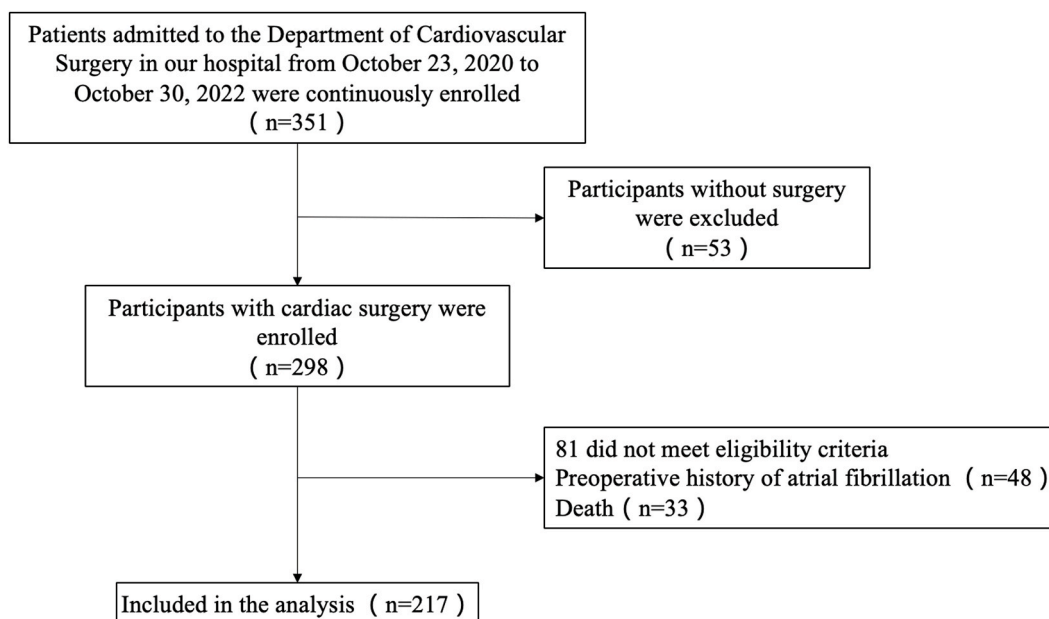 Patients admitted to the Department of Cardiovascular
Surgery in our hospital from October 23, 2020 to
October 30, 2022 were continuously enrolled
( n=351 )
Participants without surgery
were excluded
( n=53 )
Participants with cardiac surgery were
enrolled
( n=298 )
81 did not meet eligibility criteria
Preoperative history of atrial fibrillation ( n=48 )
Death ( n=33 )
Included in the analysis ( n=217 )